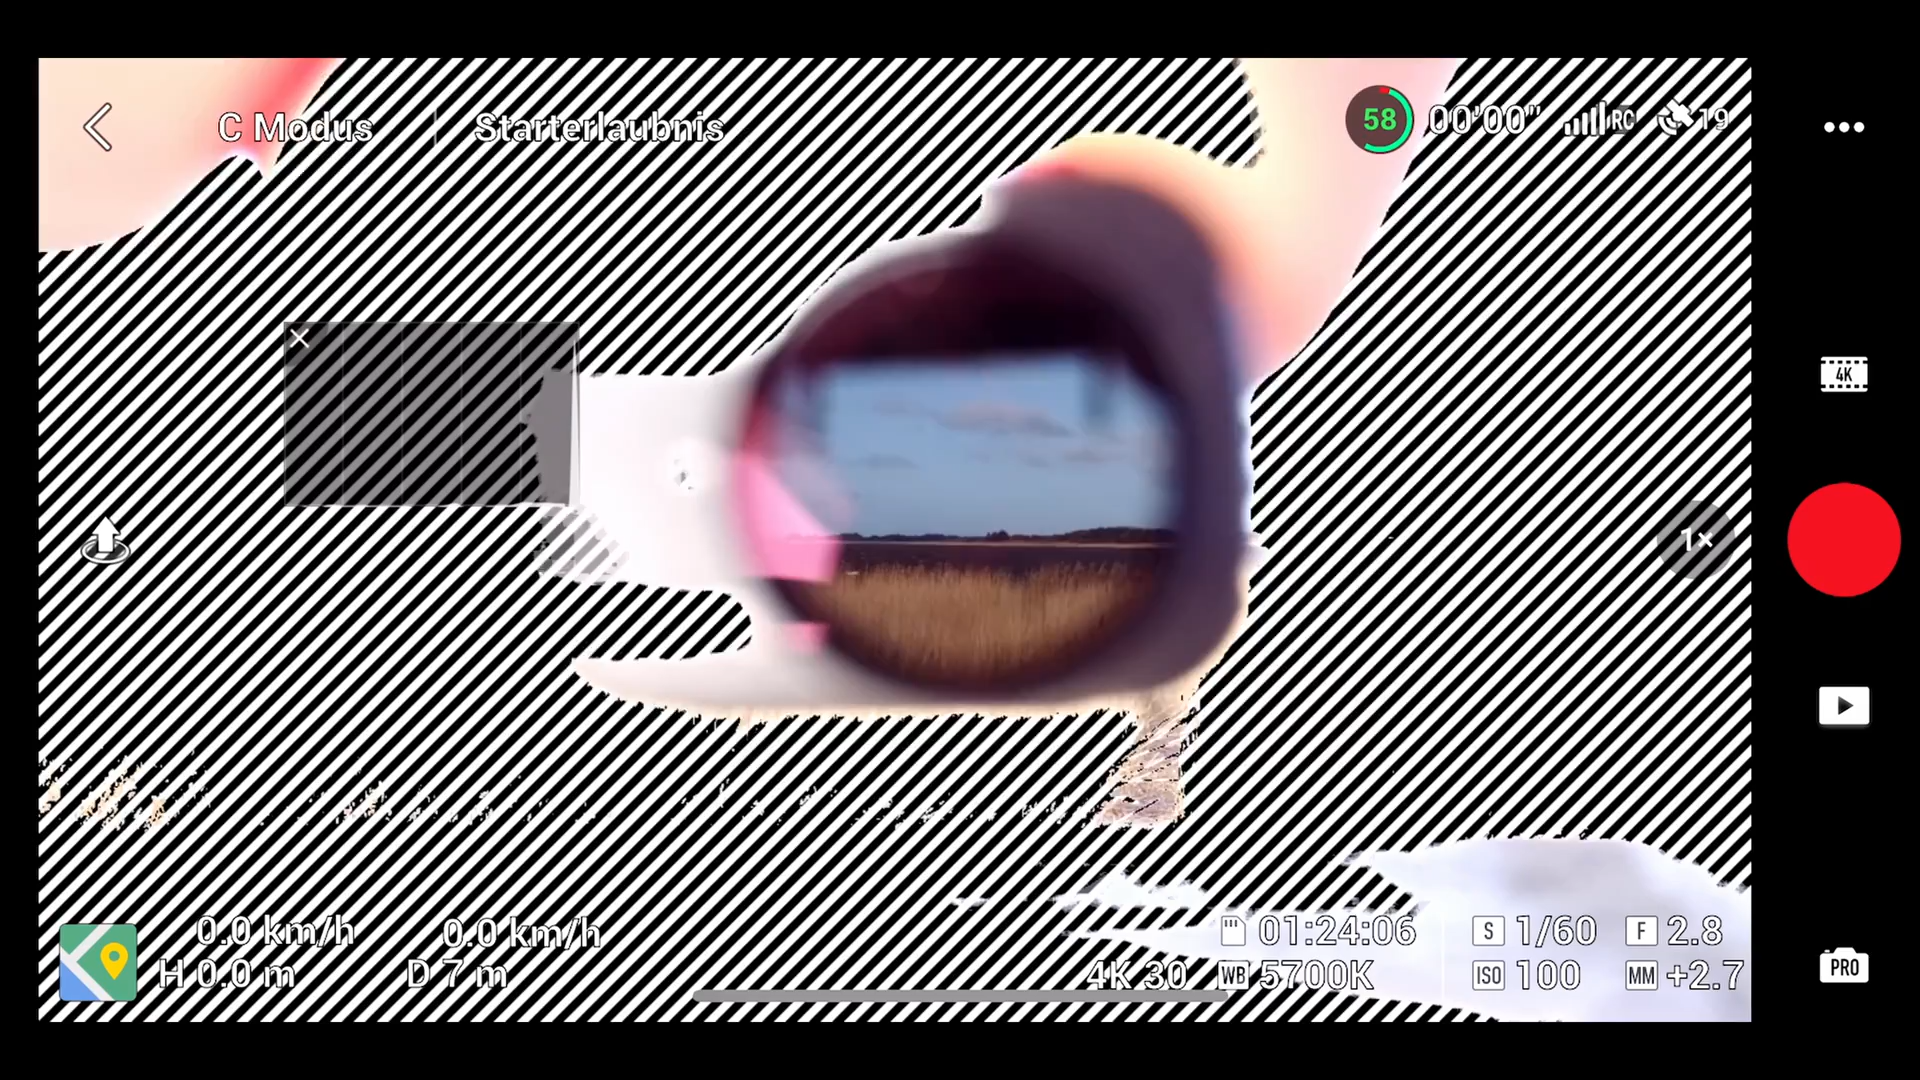 C Modus Starterlaubnis 58 00'00" RC 19
4K
1×
0.0 km/h 0.0 km/h 01:24:06 S 1/60 F 2.8
H 0.0 m D 7 m 4K 30 WB 5700K ISO 100 MM +2.7
PRO